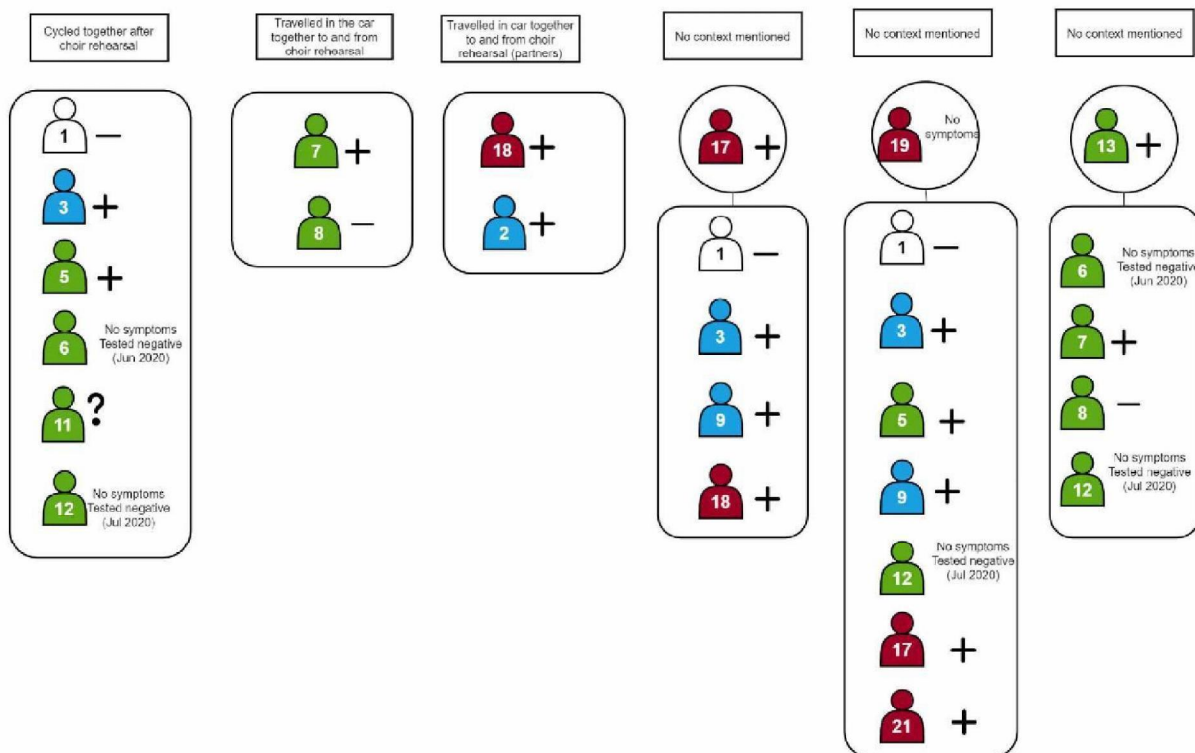 Cycled together after
choir rehearsal
1 –
3 +
5 +
6 No symptoms
Tested negative
(Jun 2020)
11 ?
12 No symptoms
Tested negative
(Jul 2020)
Travelled in the car
together to and from
choir rehearsal
7 +
8 –
Travelled in car together
to and from choir
rehearsal (partners)
18 +
2 +
No context mentioned
17 +
1 –
3 +
9 +
18 +
No context mentioned
19 No
symptoms
1 –
3 +
5 +
9 +
12 No symptoms
Tested negative
(Jul 2020)
17 +
21 +
No context mentioned
13 +
6 No symptoms
Tested negative
(Jun 2020)
7 +
8 –
12 No symptoms
Tested negative
(Jul 2020)